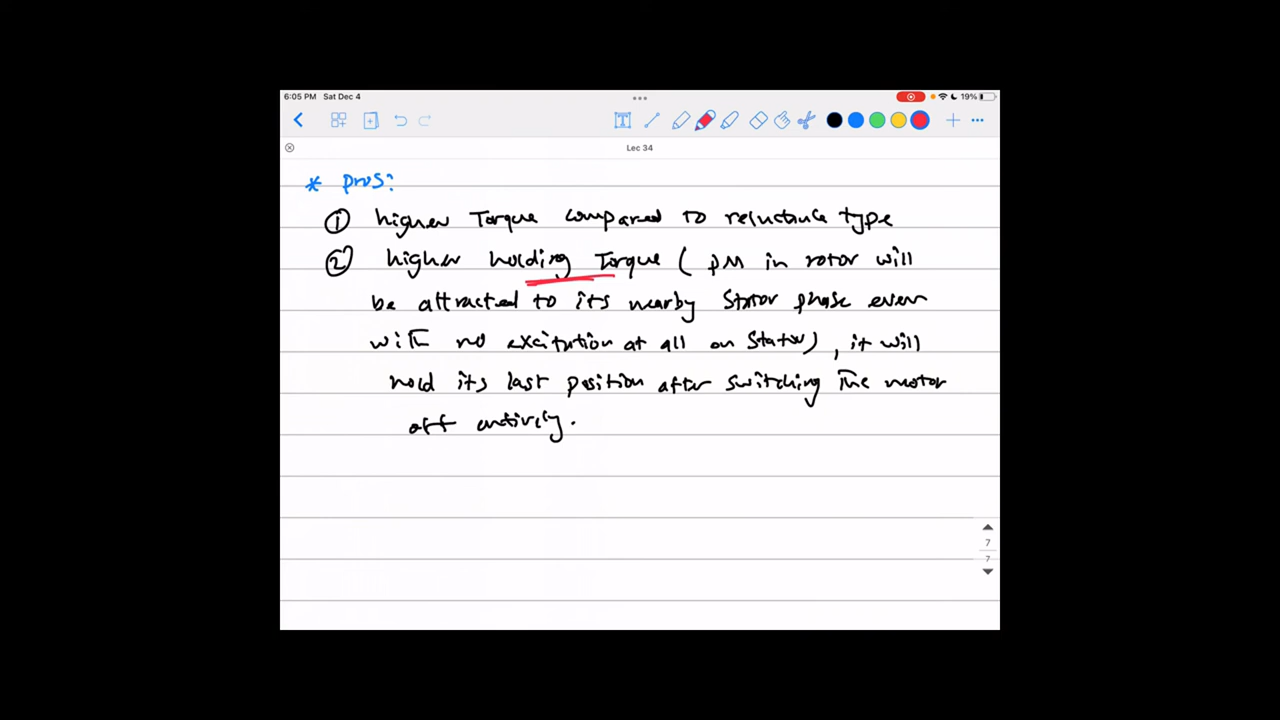 6:05 PM Sat Dec 4
19%
Lec 34
* pros:
① higher Torque compared to reluctance type
② higher holding Torque ( PM in rotor will
be attracted to its nearby stator phase even
with no excitation at all on stator), it will
hold its last position after switching the motor
off entirely.
7
7